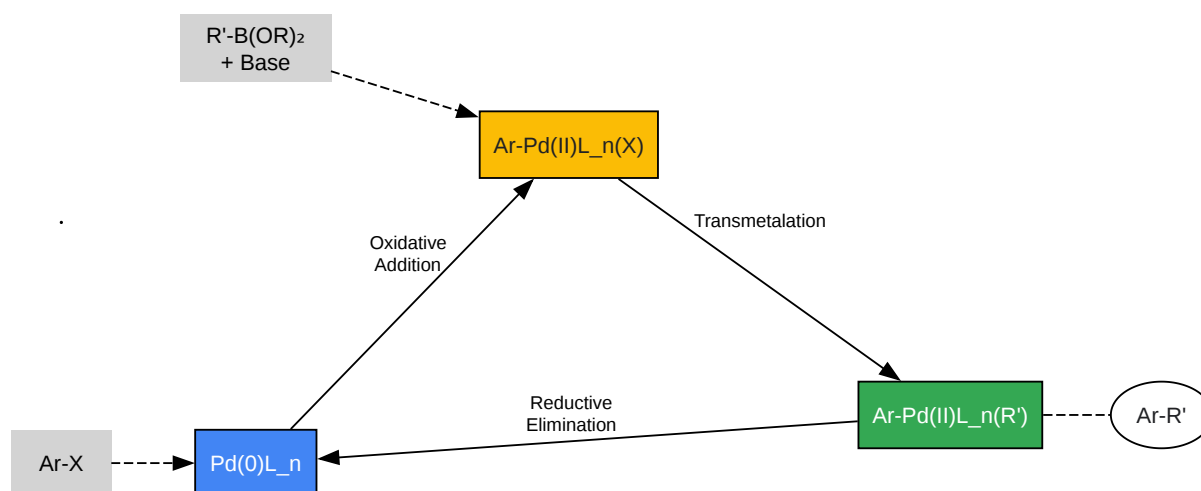 R'-B(OR)₂
+ Base
Ar-Pd(II)L_n(X)
Transmetalation
Oxidative
Addition
Reductive
Elimination
Ar-Pd(II)L_n(R')
Ar-R'
Ar-X
Pd(0)L_n